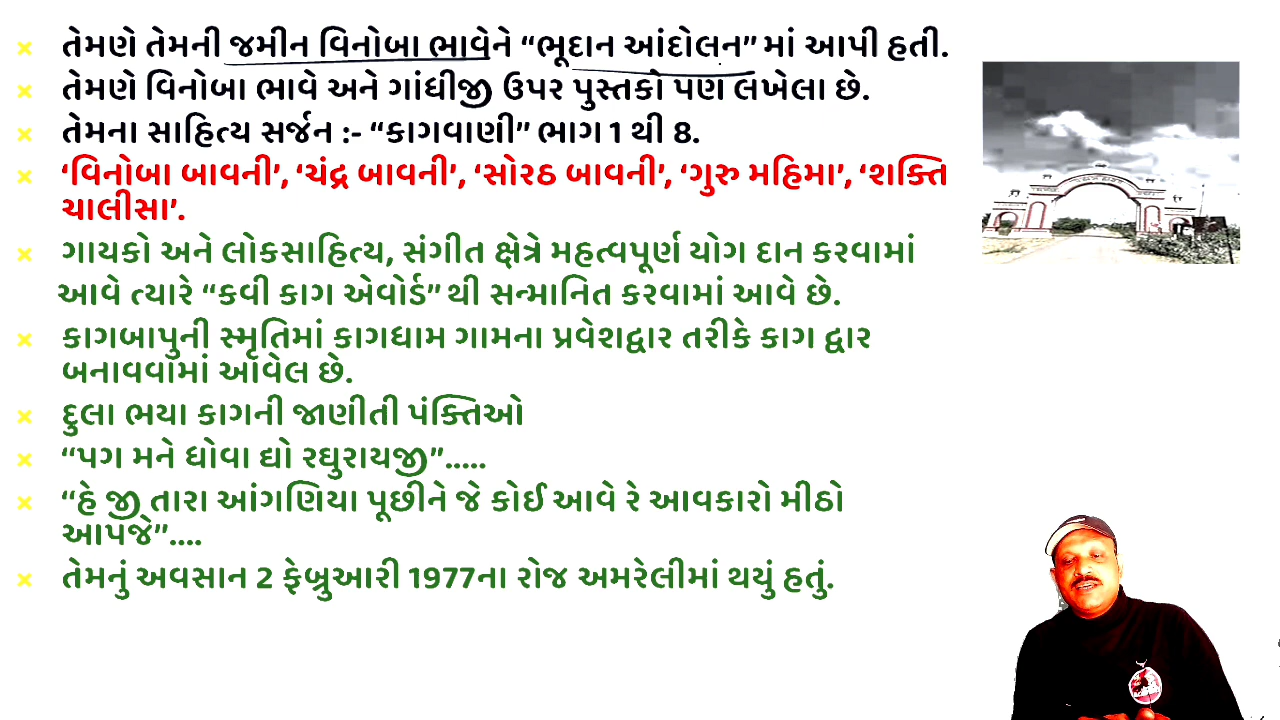 તેમણે તેમની જમીન વિનોબા ભાવેને “ભૂદાન આંદોલન” માં આપી હતી.
તેમણે વિનોબા ભાવે અને ગાંધીજી ઉપર પુસ્તકો પણ લખેલા છે.
તેમના સાહિત્ય સર્જન :- “કાગવાણી” ભાગ 1 થી 8.
‘વિનોબા બાવની’, ‘ચંદ્ર બાવની’, ‘સોરઠ બાવની’, ‘ગુરુ મહિમા’, ‘શક્તિ
ચાલીસા’.
ગાયકો અને લોકસાહિત્ય, સંગીત ક્ષેત્રે મહત્વપૂર્ણ યોગ દાન કરવામાં
આવે ત્યારે “કવી કાગ એવોર્ડ” થી સન્માનિત કરવામાં આવે છે.
કાગબાપુની સ્મૃતિમાં કાગધામ ગામના પ્રવેશદ્વાર તરીકે કાગ દ્વાર
બનાવવામાં આવેલ છે.
દુલા ભયા કાગની જાણીતી પંક્તિઓ
“પગ મને ધોવા દ્યો રઘુરાયજી”.....
“હે જી તારા આંગણિયા પૂછીને જે કોઈ આવે રે આવકારો મીઠો
આપજે”....
તેમનું અવસાન 2 ફેબ્રુઆરી 1977ના રોજ અમરેલીમાં થયું હતું.